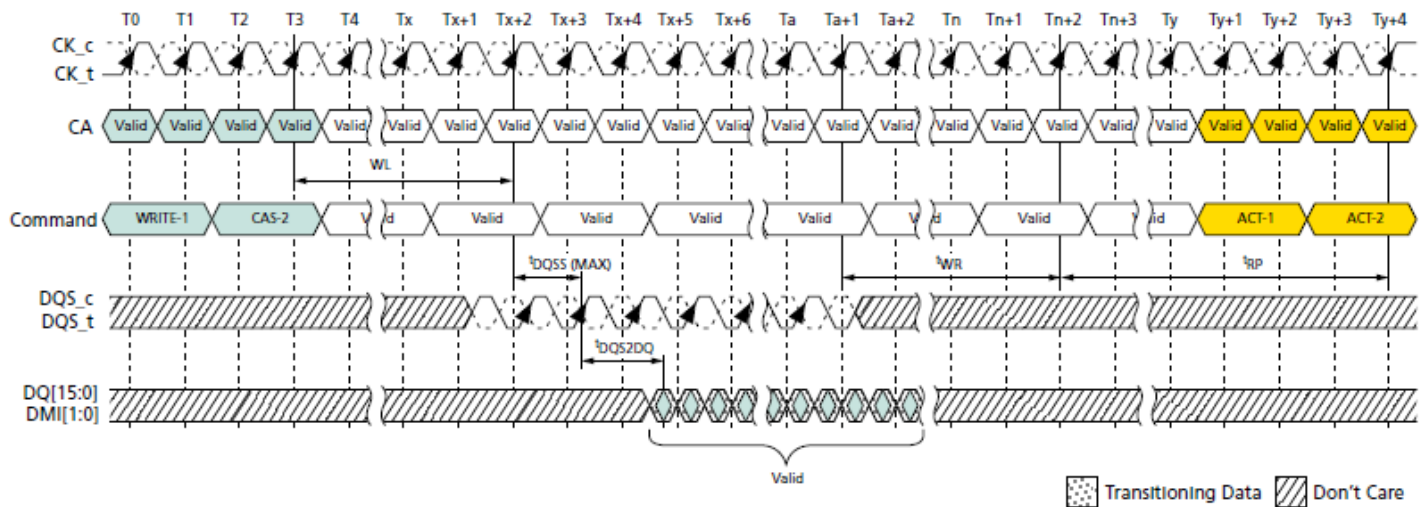 T0 T1 T2 T3 T4 Tx Tx+1 Tx+2 Tx+3 Tx+4 Tx+5 Tx+6 Ta Ta+1 Ta+2 Tn Tn+1 Tn+2 Tn+3 Ty Ty+1 Ty+2 Ty+3 Ty+4
CK_c
CK_t
CA Valid Valid Valid Valid Valid Valid Valid Valid Valid Valid Valid Valid Valid Valid Valid Valid Valid Valid Valid Valid Valid Valid Valid Valid
WL
Command WRITE-1 CAS-2 Valid Valid Valid Valid Valid Valid Valid Valid ACT-1 ACT-2
tDQSS (MAX) tWR tRP
DQS_c
DQS_t
tDQS2DQ
DQ[15:0]
DMI[1:0]
Valid
Transitioning Data Don't Care